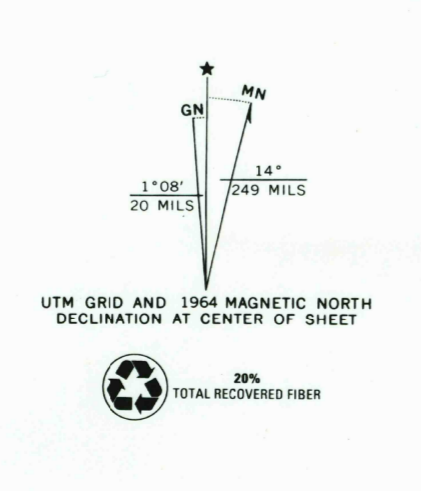 ★
GN
MN
1°08'
20 MILS
14°
249 MILS
UTM GRID AND 1964 MAGNETIC NORTH
DECLINATION AT CENTER OF SHEET
20%
TOTAL RECOVERED FIBER